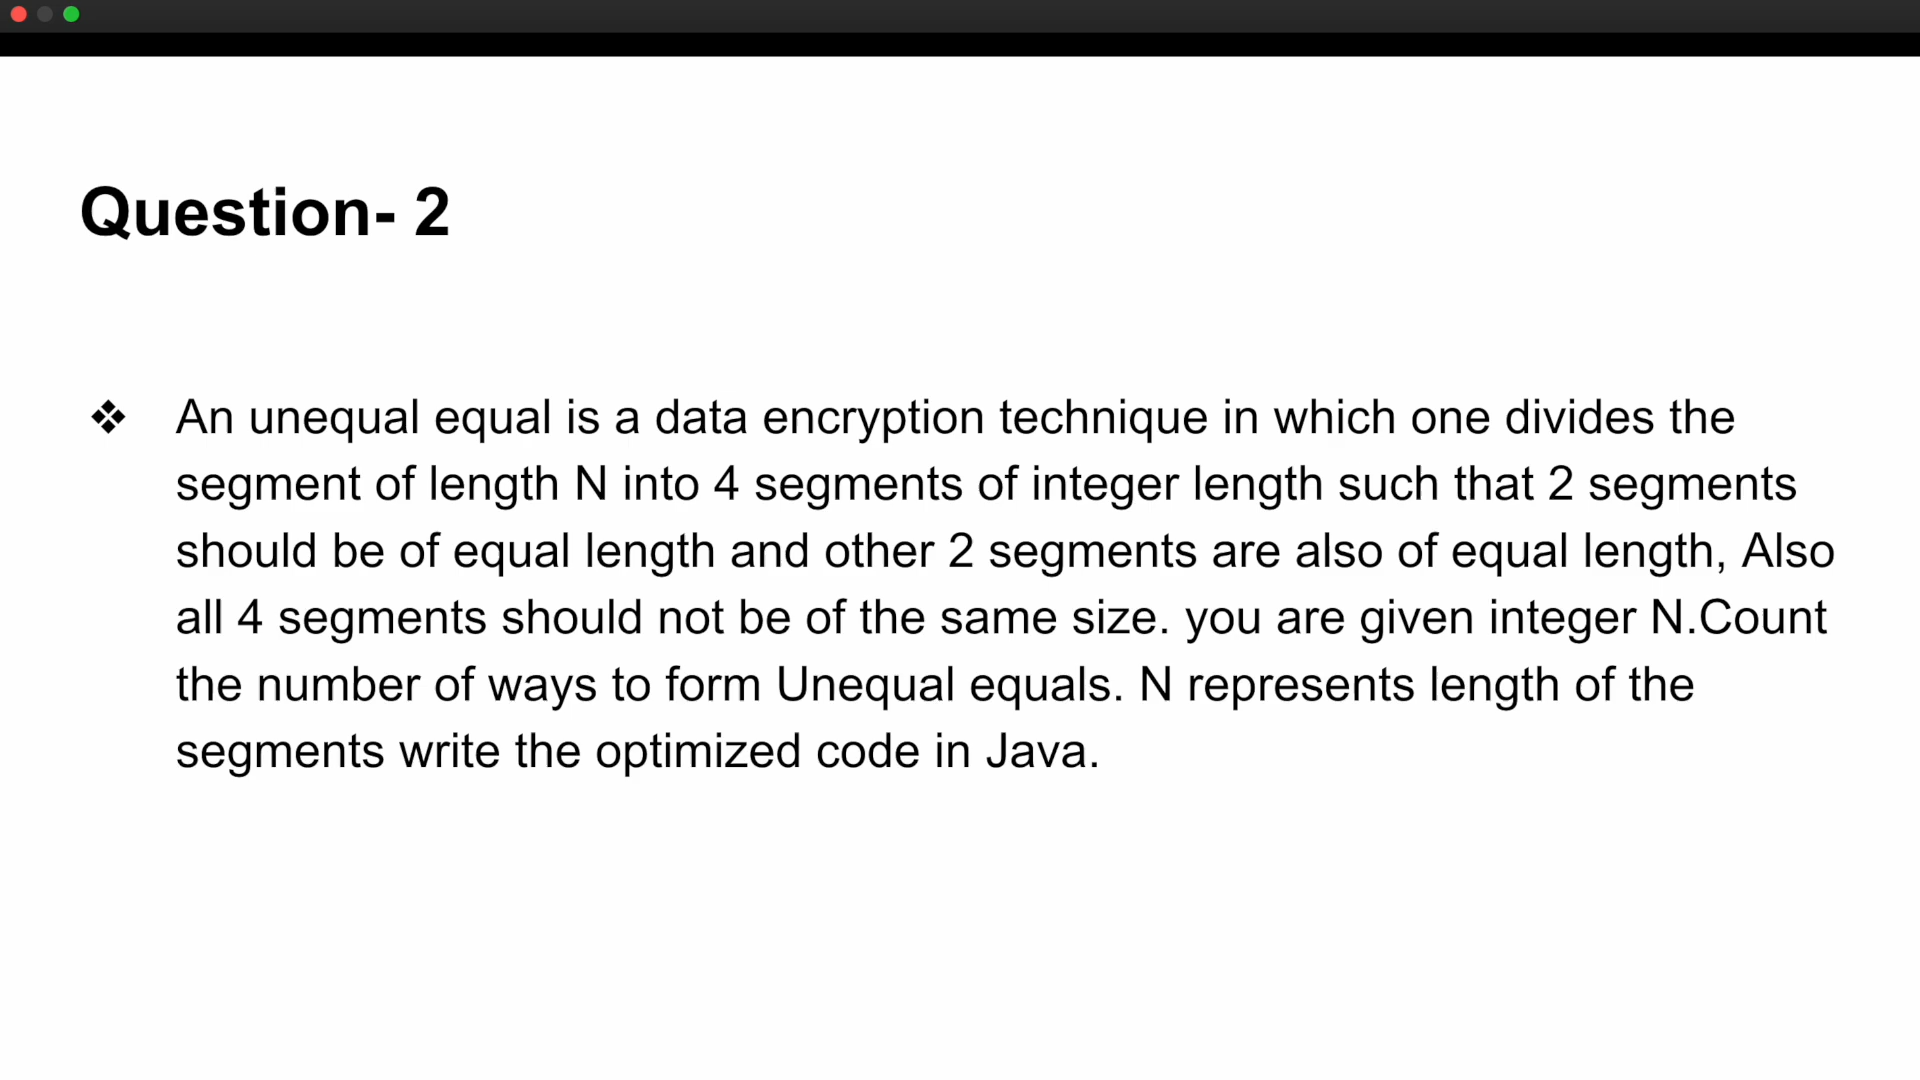 Question- 2
❖ An unequal equal is a data encryption technique in which one divides the
segment of length N into 4 segments of integer length such that 2 segments
should be of equal length and other 2 segments are also of equal length, Also
all 4 segments should not be of the same size. you are given integer N.Count
the number of ways to form Unequal equals. N represents length of the
segments write the optimized code in Java.